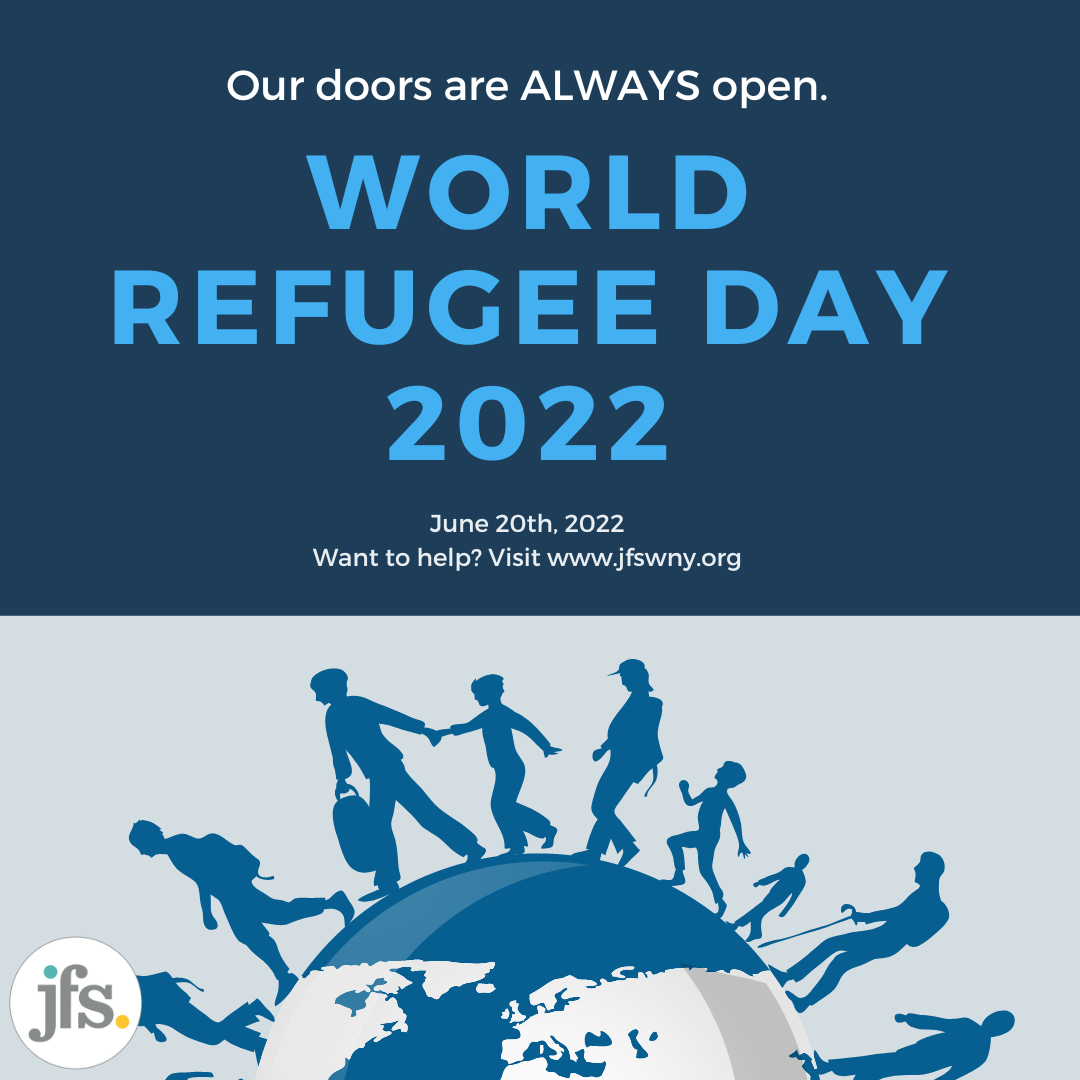 Our doors are ALWAYS open.
WORLD
REFUGEE DAY
2022
June 20th, 2022
Want to help? Visit www.jfswny.org
jfs.